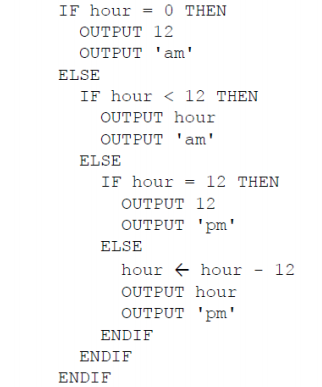 IF hour = 0 THEN
  OUTPUT 12
  OUTPUT 'am'
ELSE
  IF hour < 12 THEN
    OUTPUT hour
    OUTPUT 'am'
  ELSE
    IF hour = 12 THEN
      OUTPUT 12
      OUTPUT 'pm'
    ELSE
      hour ← hour - 12
      OUTPUT hour
      OUTPUT 'pm'
    ENDIF
  ENDIF
ENDIF